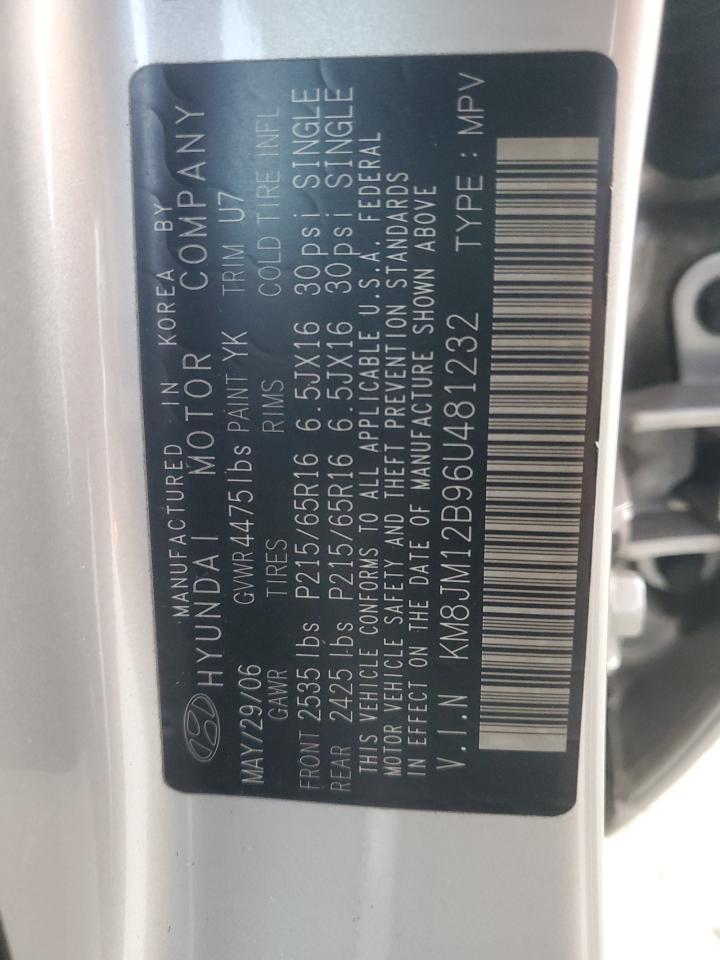 MANUFACTURED IN KOREA BY
HYUNDAI MOTOR COMPANY
MAY/29/06 GVWR 4475lbs PAINT YK TRIM U7
GAWR TIRES RIMS COLD TIRE INFL
FRONT 2535 lbs P215/65R16 6.5JX16 30psi SINGLE
REAR 2425 lbs P215/65R16 6.5JX16 30psi SINGLE
THIS VEHICLE CONFORMS TO ALL APPLICABLE U.S.A. FEDERAL
MOTOR VEHICLE SAFETY AND THEFT PREVENTION STANDARDS
IN EFFECT ON THE DATE OF MANUFACTURE SHOWN ABOVE
V.I.N KM8JM12B96U481232 TYPE : MPV